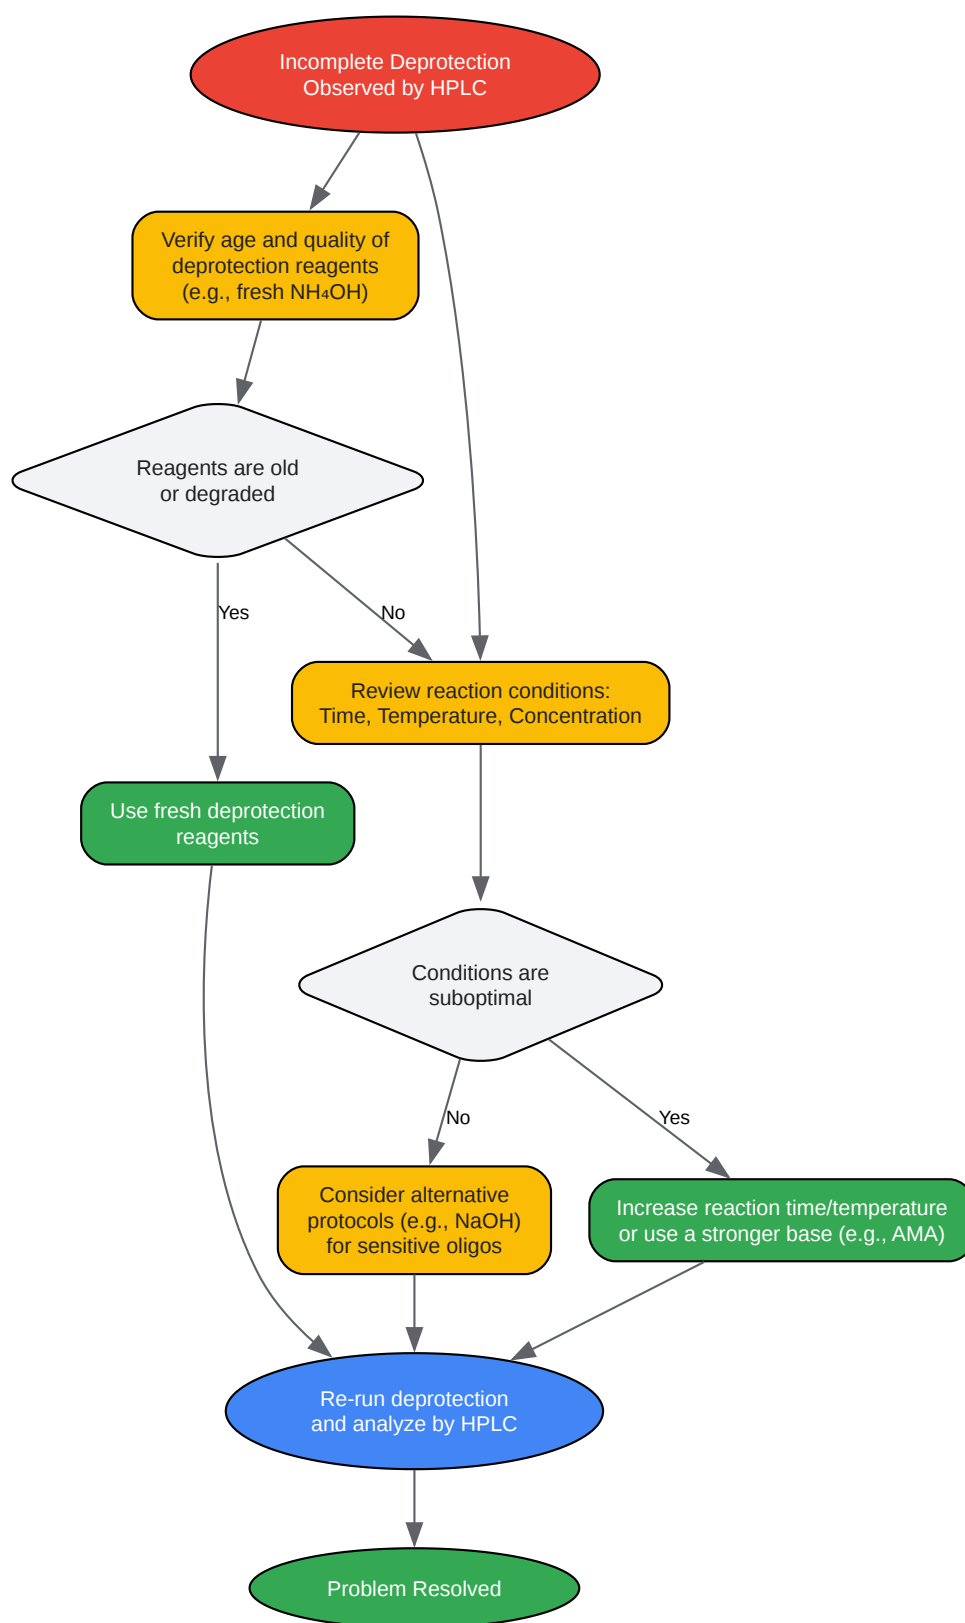 Incomplete Deprotection
Observed by HPLC
Verify age and quality of
deprotection reagents
(e.g., fresh NH₄OH)
Reagents are old
or degraded
Yes
No
Review reaction conditions:
Time, Temperature, Concentration
Use fresh deprotection
reagents
Conditions are
suboptimal
No
Yes
Consider alternative
protocols (e.g., NaOH)
for sensitive oligos
Increase reaction time/temperature
or use a stronger base (e.g., AMA)
Re-run deprotection
and analyze by HPLC
Problem Resolved